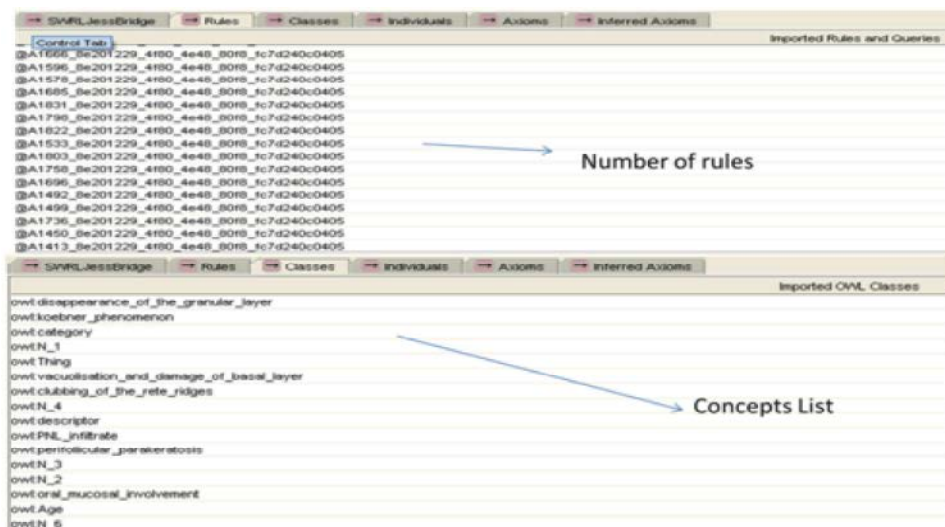 SWRLJessBridge Rules Classes Individuals Axioms Inferred Axioms
Imported Rules and Queries
Control Tab
@A1666_8e201229_4f80_4e48_80f8_fc7d240c0405
@A1596_8e201229_4f80_4e48_80f8_fc7d240c0405
@A1578_8e201229_4f80_4e48_80f8_fc7d240c0405
@A1685_8e201229_4f80_4e48_80f8_fc7d240c0405
@A1831_8e201229_4f80_4e48_80f8_fc7d240c0405
@A1798_8e201229_4f80_4e48_80f8_fc7d240c0405
@A1822_8e201229_4f80_4e48_80f8_fc7d240c0405
@A1533_8e201229_4f80_4e48_80f8_fc7d240c0405
@A1803_8e201229_4f80_4e48_80f8_fc7d240c0405
@A1758_8e201229_4f80_4e48_80f8_fc7d240c0405
@A1696_8e201229_4f80_4e48_80f8_fc7d240c0405
@A1492_8e201229_4f80_4e48_80f8_fc7d240c0405
@A1499_8e201229_4f80_4e48_80f8_fc7d240c0405
@A1736_8e201229_4f80_4e48_80f8_fc7d240c0405
@A1450_8e201229_4f80_4e48_80f8_fc7d240c0405
@A1413_8e201229_4f80_4e48_80f8_fc7d240c0405
Number of rules
SWRLJessBridge Rules Classes Individuals Axioms Inferred Axioms
Imported OWL Classes
owl:disappearance_of_the_granular_layer
owl:koebner_phenomenon
owl:category
owl:N_1
owl:Thing
owl:vacuolisation_and_damage_of_basal_layer
owl:clubbing_of_the_rete_ridges
owl:N_4
owl:descriptor
owl:PNL_infiltrate
owl:perifollicular_parakeratosis
owl:N_3
owl:N_2
owl:oral_mucosal_involvement
owl:Age
owl:N_6
Concepts List